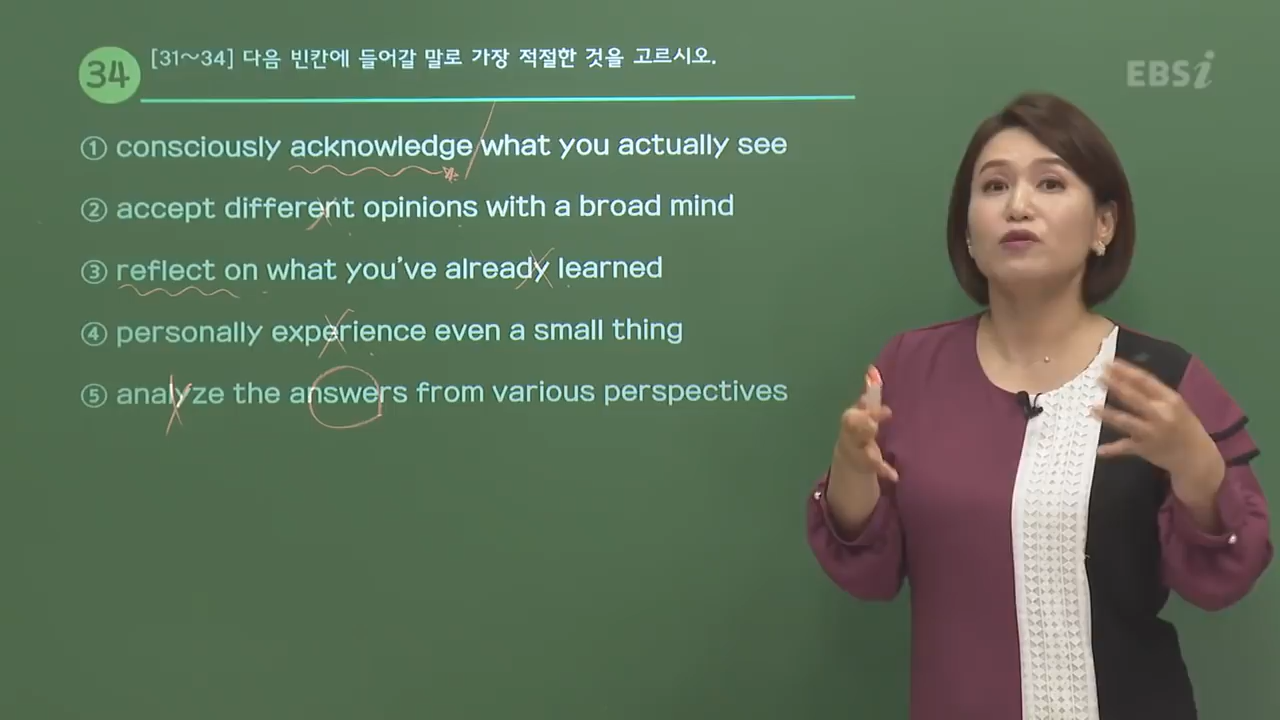 34 [31~34] 다음 빈칸에 들어갈 말로 가장 적절한 것을 고르시오.
EBSi
① consciously acknowledge what you actually see
② accept different opinions with a broad mind
③ reflect on what you've already learned
④ personally experience even a small thing
⑤ analyze the answers from various perspectives